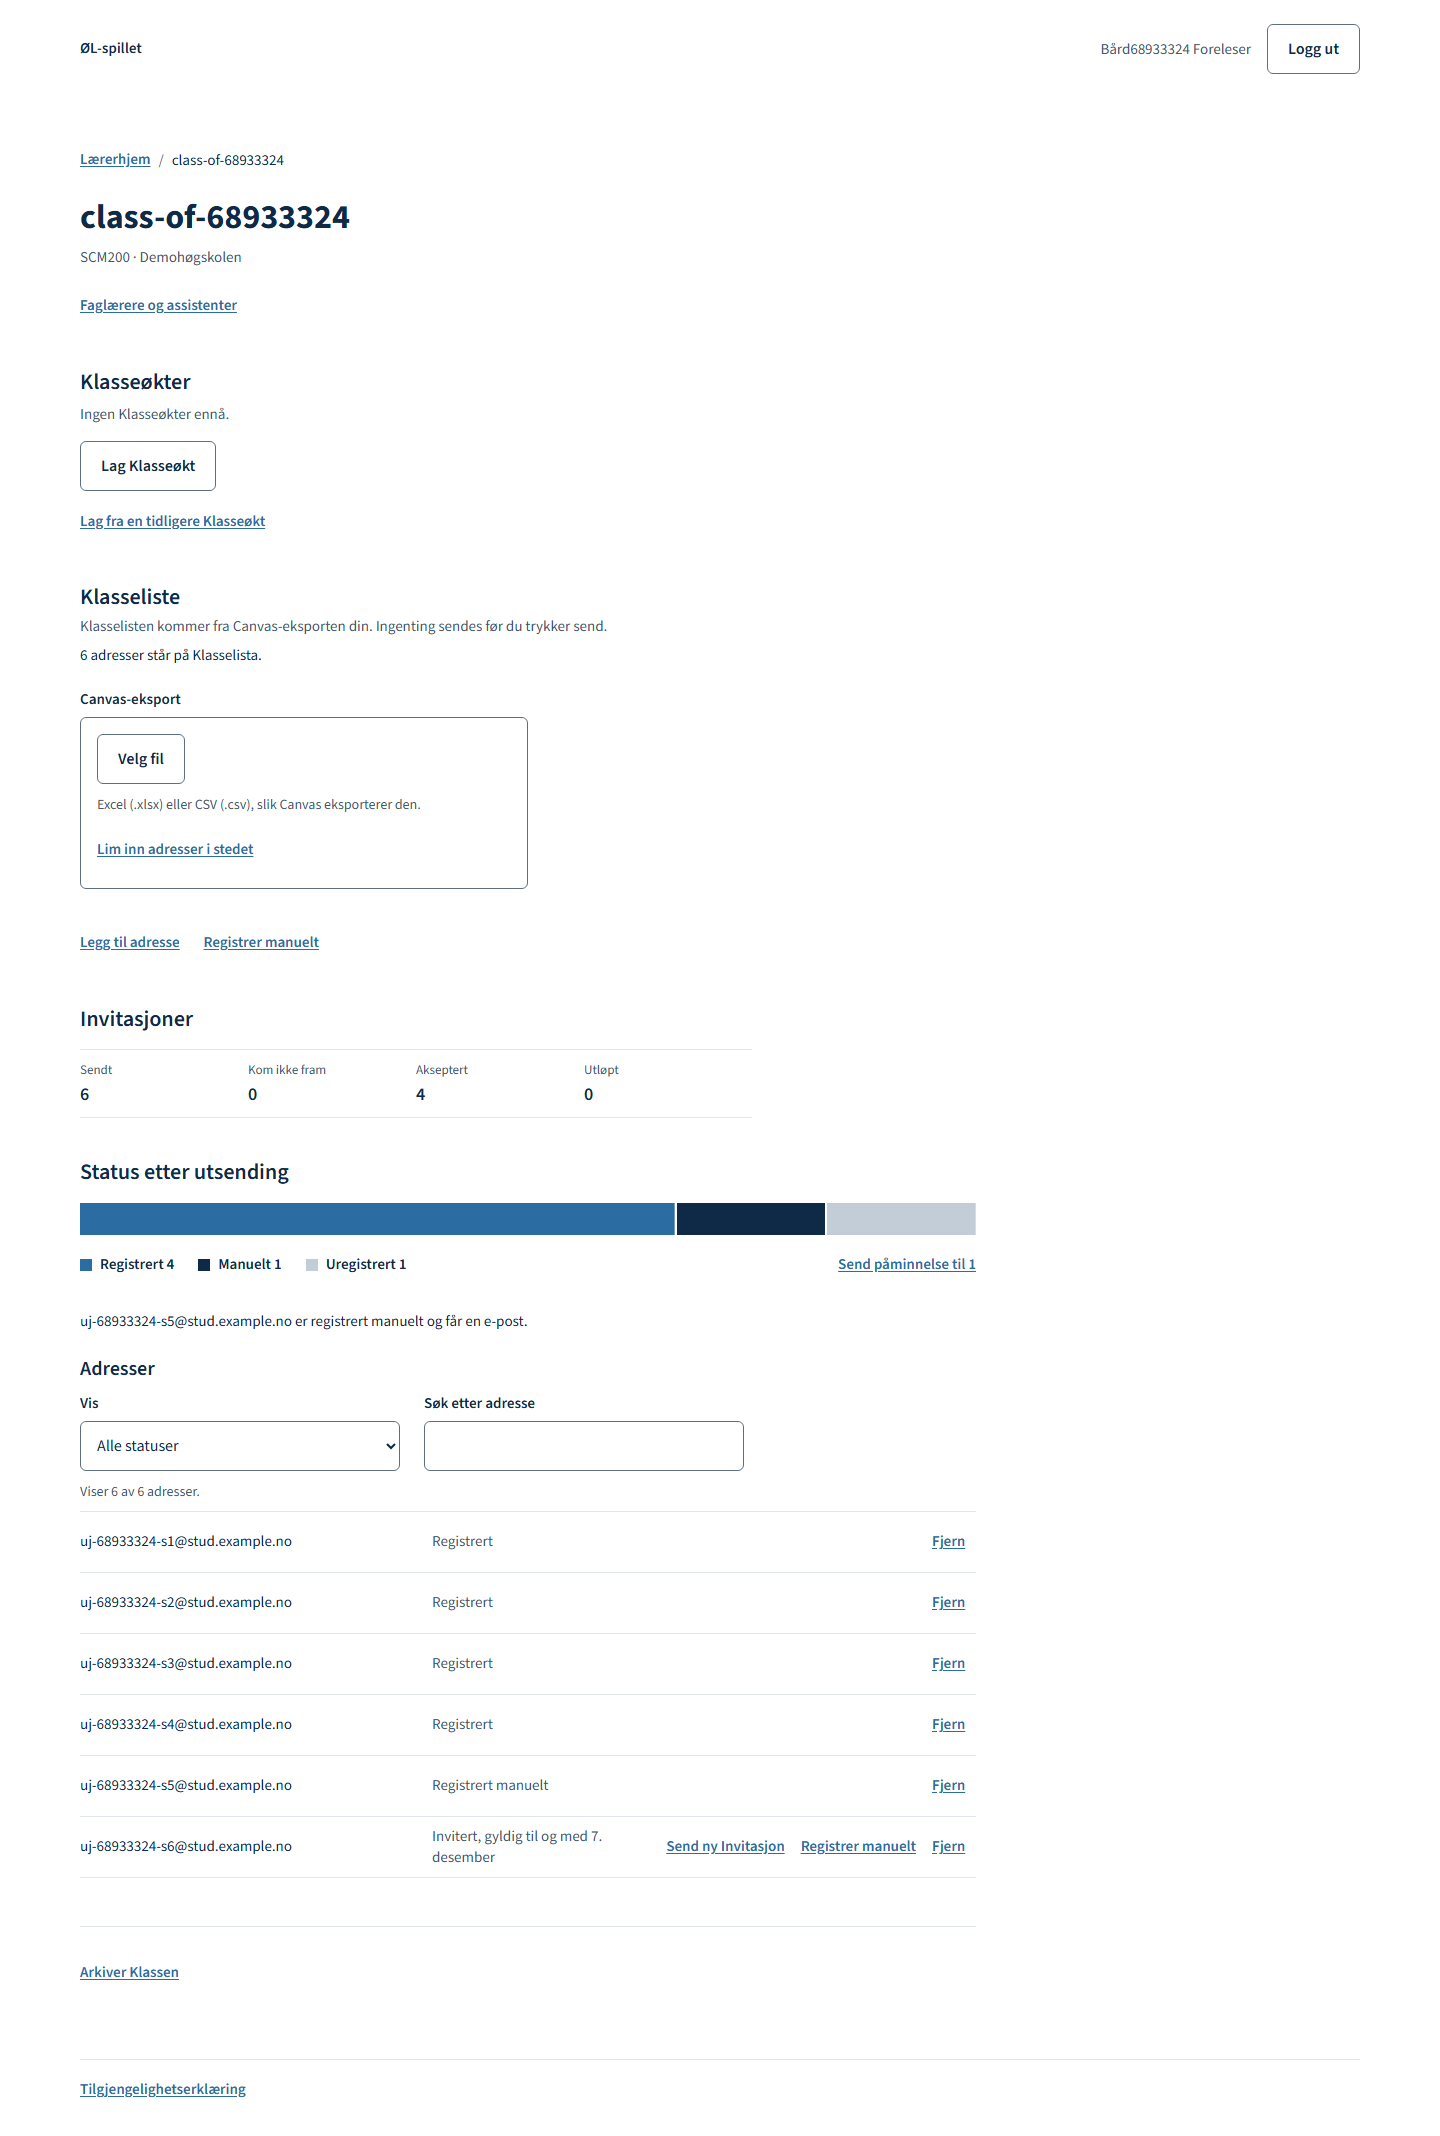 ØL-spillet
Bård68933324 Foreleser
Logg ut
Lærerhjem / class-of-68933324
class-of-68933324
SCM200 · Demohøgskolen
Faglærere og assistenter
Klasseøkter
Ingen Klasseøkter ennå.
Lag Klasseøkt
Lag fra en tidligere Klasseøkt
Klasseliste
Klasselisten kommer fra Canvas-eksporten din. Ingenting sendes før du trykker send.
6 adresser står på Klasselista.
Canvas-eksport
Velg fil
Excel (.xlsx) eller CSV (.csv), slik Canvas eksporterer den.
Lim inn adresser i stedet
Legg til adresse Registrer manuelt
Invitasjoner
Sendt Kom ikke fram Akseptert Utløpt
6 0 4 0
Status etter utsending
Registrert 4 Manuelt 1 Uregistrert 1 Send påminnelse til 1
uj-68933324-s5@stud.example.no er registrert manuelt og får en e-post.
Adresser
Vis Søk etter adresse
Alle statuser
Viser 6 av 6 adresser.
uj-68933324-s1@stud.example.no Registrert Fjern
uj-68933324-s2@stud.example.no Registrert Fjern
uj-68933324-s3@stud.example.no Registrert Fjern
uj-68933324-s4@stud.example.no Registrert Fjern
uj-68933324-s5@stud.example.no Registrert manuelt Fjern
uj-68933324-s6@stud.example.no Invitert, gyldig til og med 7.
desember Send ny Invitasjon Registrer manuelt Fjern
Arkiver Klassen
Tilgjengelighetserklæring